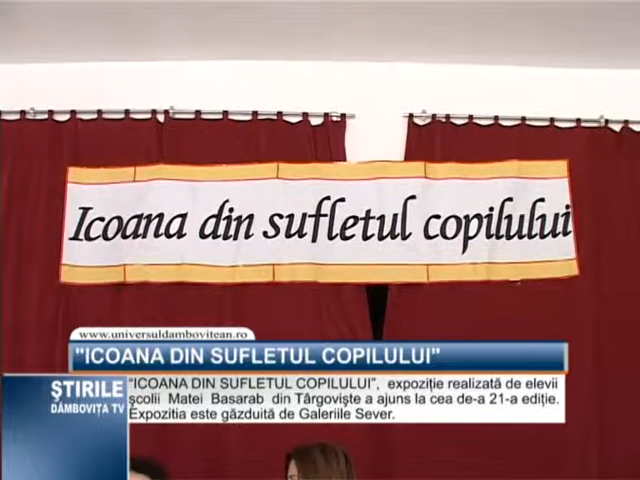 Icoana din sufletul copilului
www.universuldambovitean.ro
"ICOANA DIN SUFLETUL COPILULUI"
ŞTIRILE
DÂMBOVIŢA TV
"ICOANA DIN SUFLETUL COPILULUI", expoziţie realizată de elevii
şcolii Matei Basarab din Târgovişte a ajuns la cea de-a 21-a ediţie.
Expozitia este găzduită de Galeriile Sever.